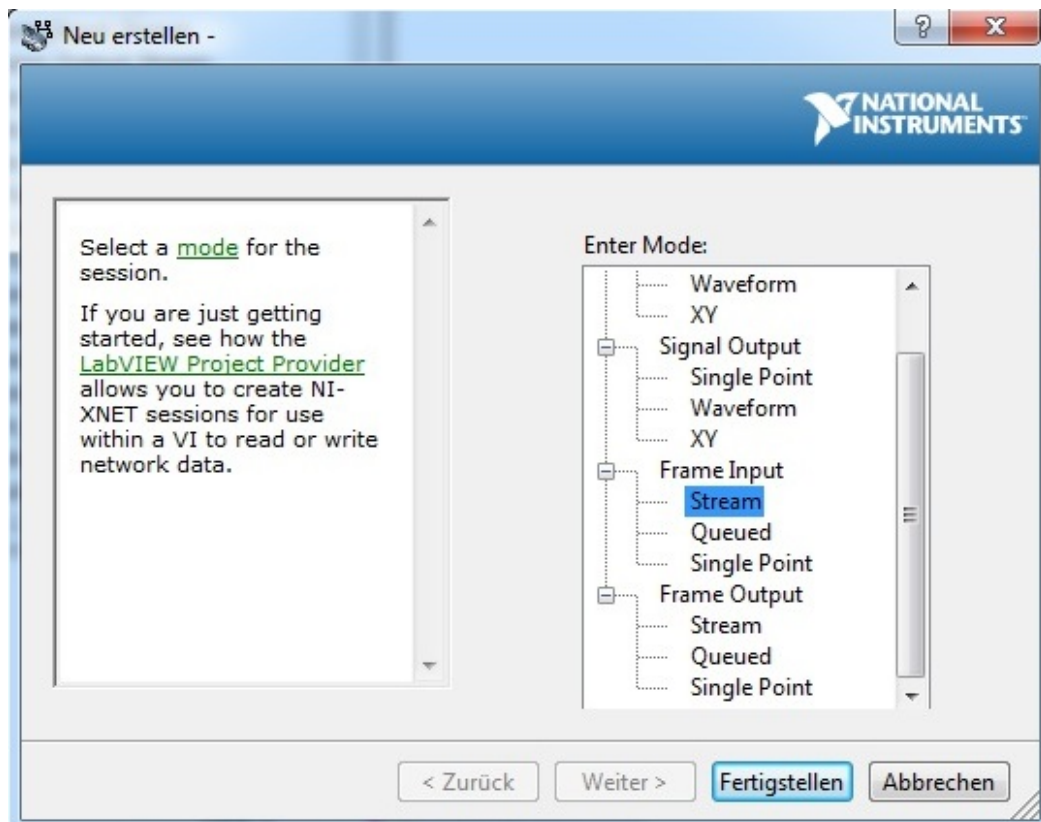 Neu erstellen -
NATIONAL
INSTRUMENTS
Select a mode for the
session.
If you are just getting
started, see how the
LabVIEW Project Provider
allows you to create NI-
XNET sessions for use
within a VI to read or write
network data.
Enter Mode:
Waveform
XY
Signal Output
Single Point
Waveform
XY
Frame Input
Stream
Queued
Single Point
Frame Output
Stream
Queued
Single Point
< Zurück
Weiter >
Fertigstellen
Abbrechen